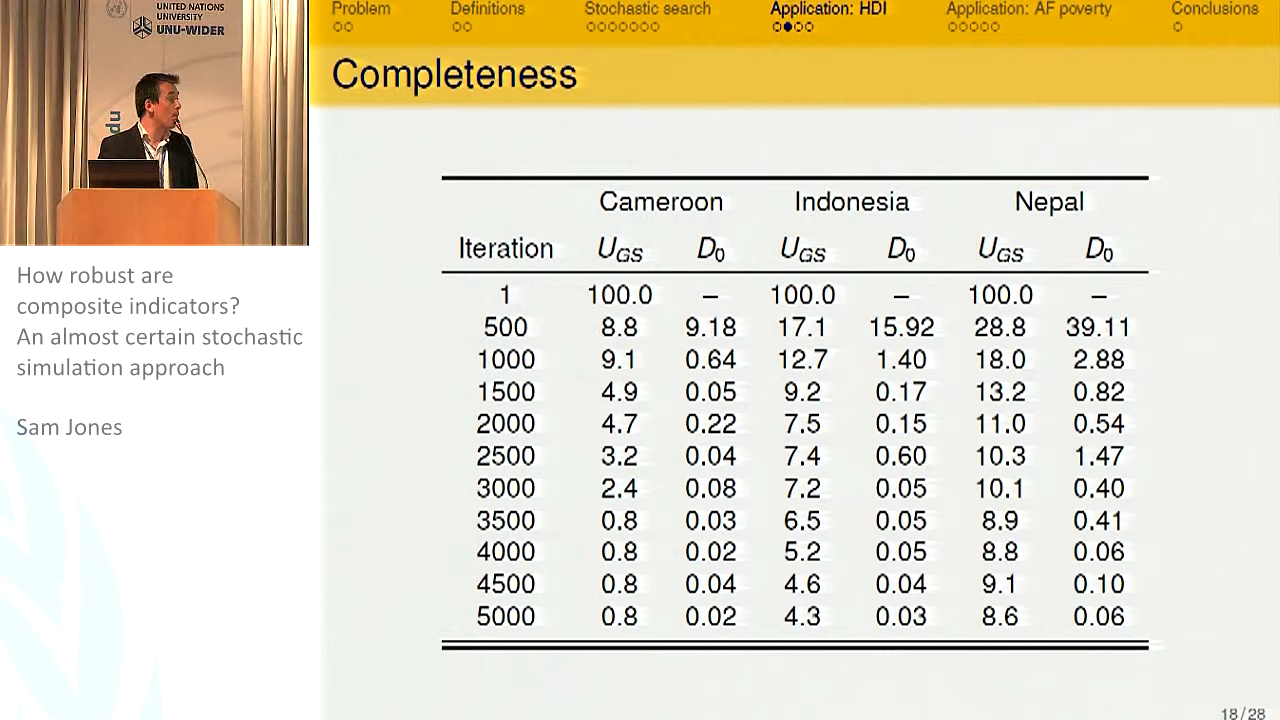 UNITED NATIONS
UNIVERSITY
UNU-WIDER
du
How robust are
composite indicators?
An almost certain stochastic
simulation approach
Sam Jones
Problem Definitions Stochastic search Application: HDI Application: AF poverty Conclusions
Completeness
Cameroon Indonesia Nepal
Iteration U_GS D_0 U_GS D_0 U_GS D_0
1 100.0 – 100.0 – 100.0 –
500 8.8 9.18 17.1 15.92 28.8 39.11
1000 9.1 0.64 12.7 1.40 18.0 2.88
1500 4.9 0.05 9.2 0.17 13.2 0.82
2000 4.7 0.22 7.5 0.15 11.0 0.54
2500 3.2 0.04 7.4 0.60 10.3 1.47
3000 2.4 0.08 7.2 0.05 10.1 0.40
3500 0.8 0.03 6.5 0.05 8.9 0.41
4000 0.8 0.02 5.2 0.05 8.8 0.06
4500 0.8 0.04 4.6 0.04 9.1 0.10
5000 0.8 0.02 4.3 0.03 8.6 0.06
18/28